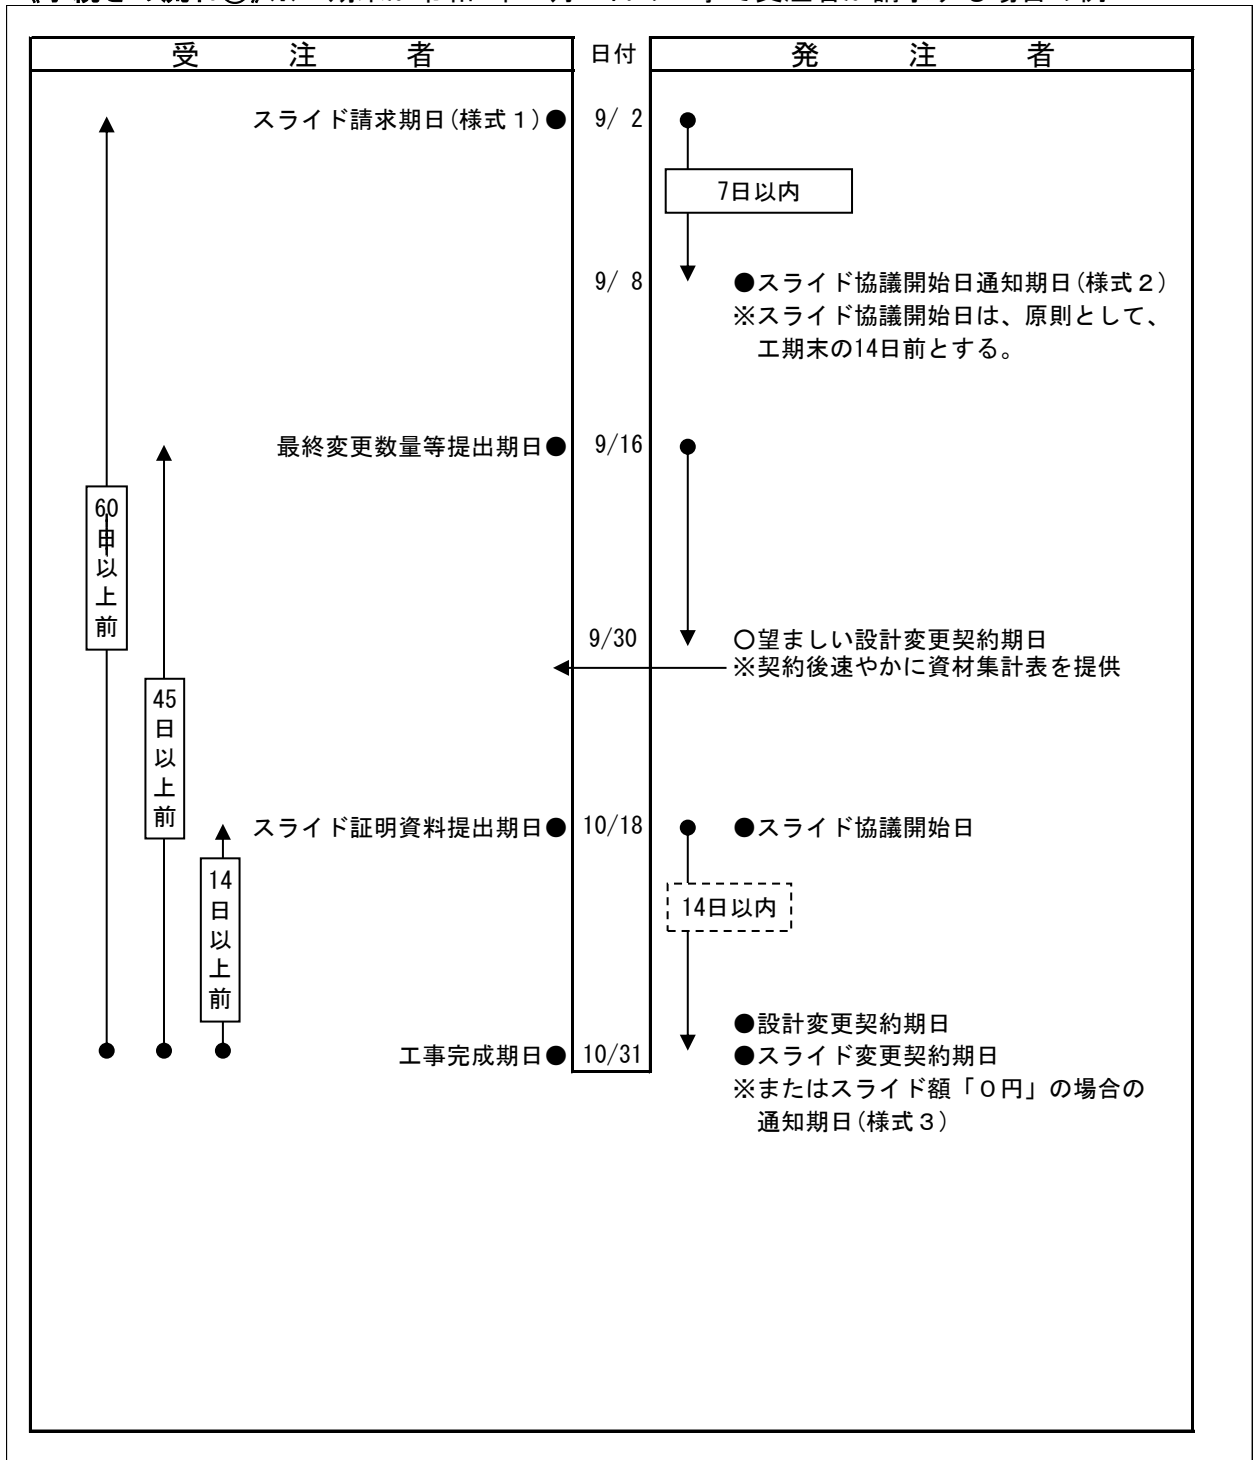 受注者 日付 発注者
スライド請求期日(様式１)● 9/ 2
7日以内
9/ 8 ●スライド協議開始日通知期日(様式２)
※スライド協議開始日は、原則として、
工期末の14日前とする。
最終変更数量等提出期日● 9/16
60日以上前
9/30 〇望ましい設計変更契約期日
※契約後速やかに資材集計表を提供
45日以上前
スライド証明資料提出期日● 10/18 ●スライド協議開始日
14日以上前
14日以内
●設計変更契約期日
工事完成期日● 10/31 ●スライド変更契約期日
※またはスライド額「０円」の場合の
通知期日(様式３)